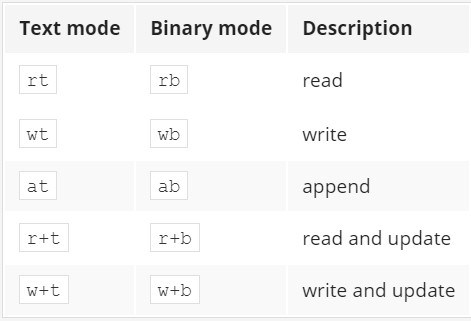 Text mode Binary mode Description
rt rb read
wt wb write
at ab append
r+t r+b read and update
w+t w+b write and update